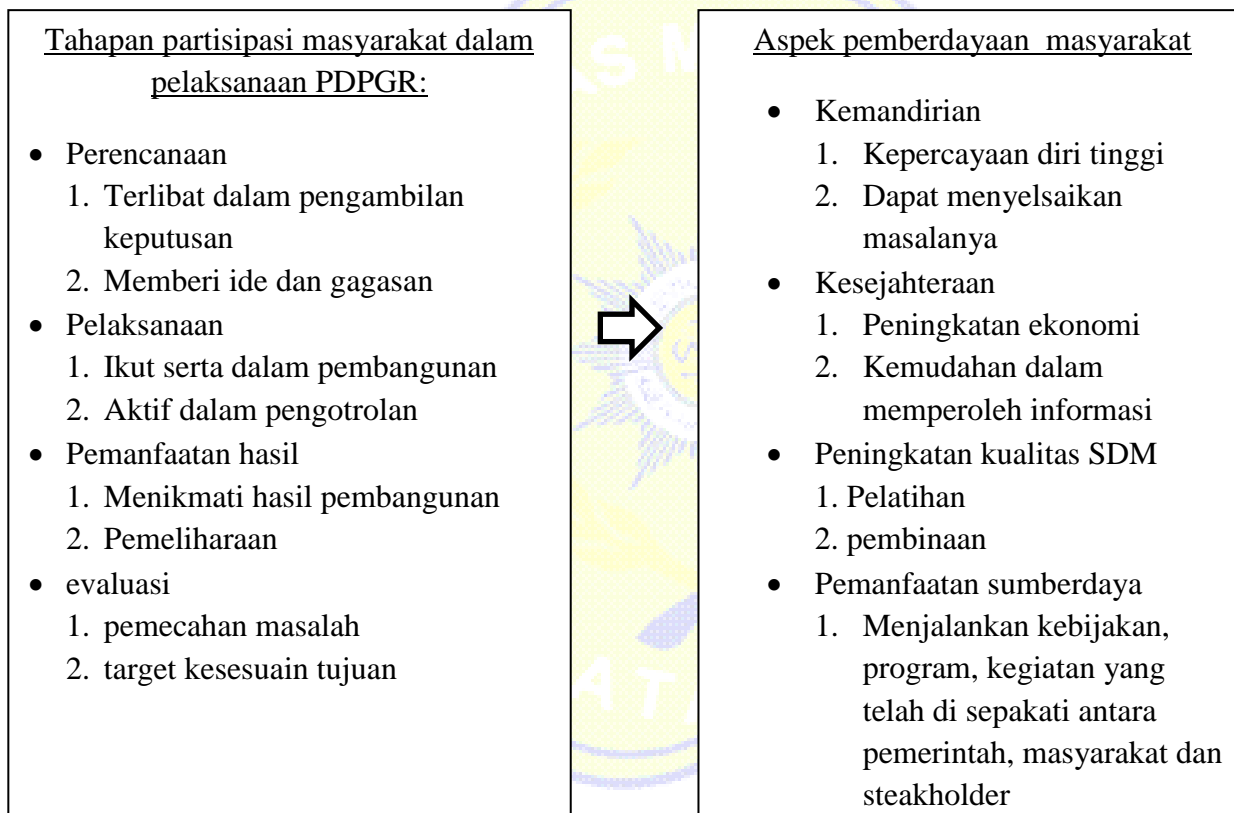 Tahapan partisipasi masyarakat dalam
pelaksanaan PDPGR:
• Perencanaan
1. Terlibat dalam pengambilan
keputusan
2. Memberi ide dan gagasan
• Pelaksanaan
1. Ikut serta dalam pembangunan
2. Aktif dalam pengotrolan
• Pemanfaatan hasil
1. Menikmati hasil pembangunan
2. Pemeliharaan
• evaluasi
1. pemecahan masalah
2. target kesesuain tujuan
Aspek pemberdayaan masyarakat
• Kemandirian
1. Kepercayaan diri tinggi
2. Dapat menyelsaikan
masalanya
• Kesejahteraan
1. Peningkatan ekonomi
2. Kemudahan dalam
memperoleh informasi
• Peningkatan kualitas SDM
1. Pelatihan
2. pembinaan
• Pemanfaatan sumberdaya
1. Menjalankan kebijakan,
program, kegiatan yang
telah di sepakati antara
pemerintah, masyarakat dan
steakholder